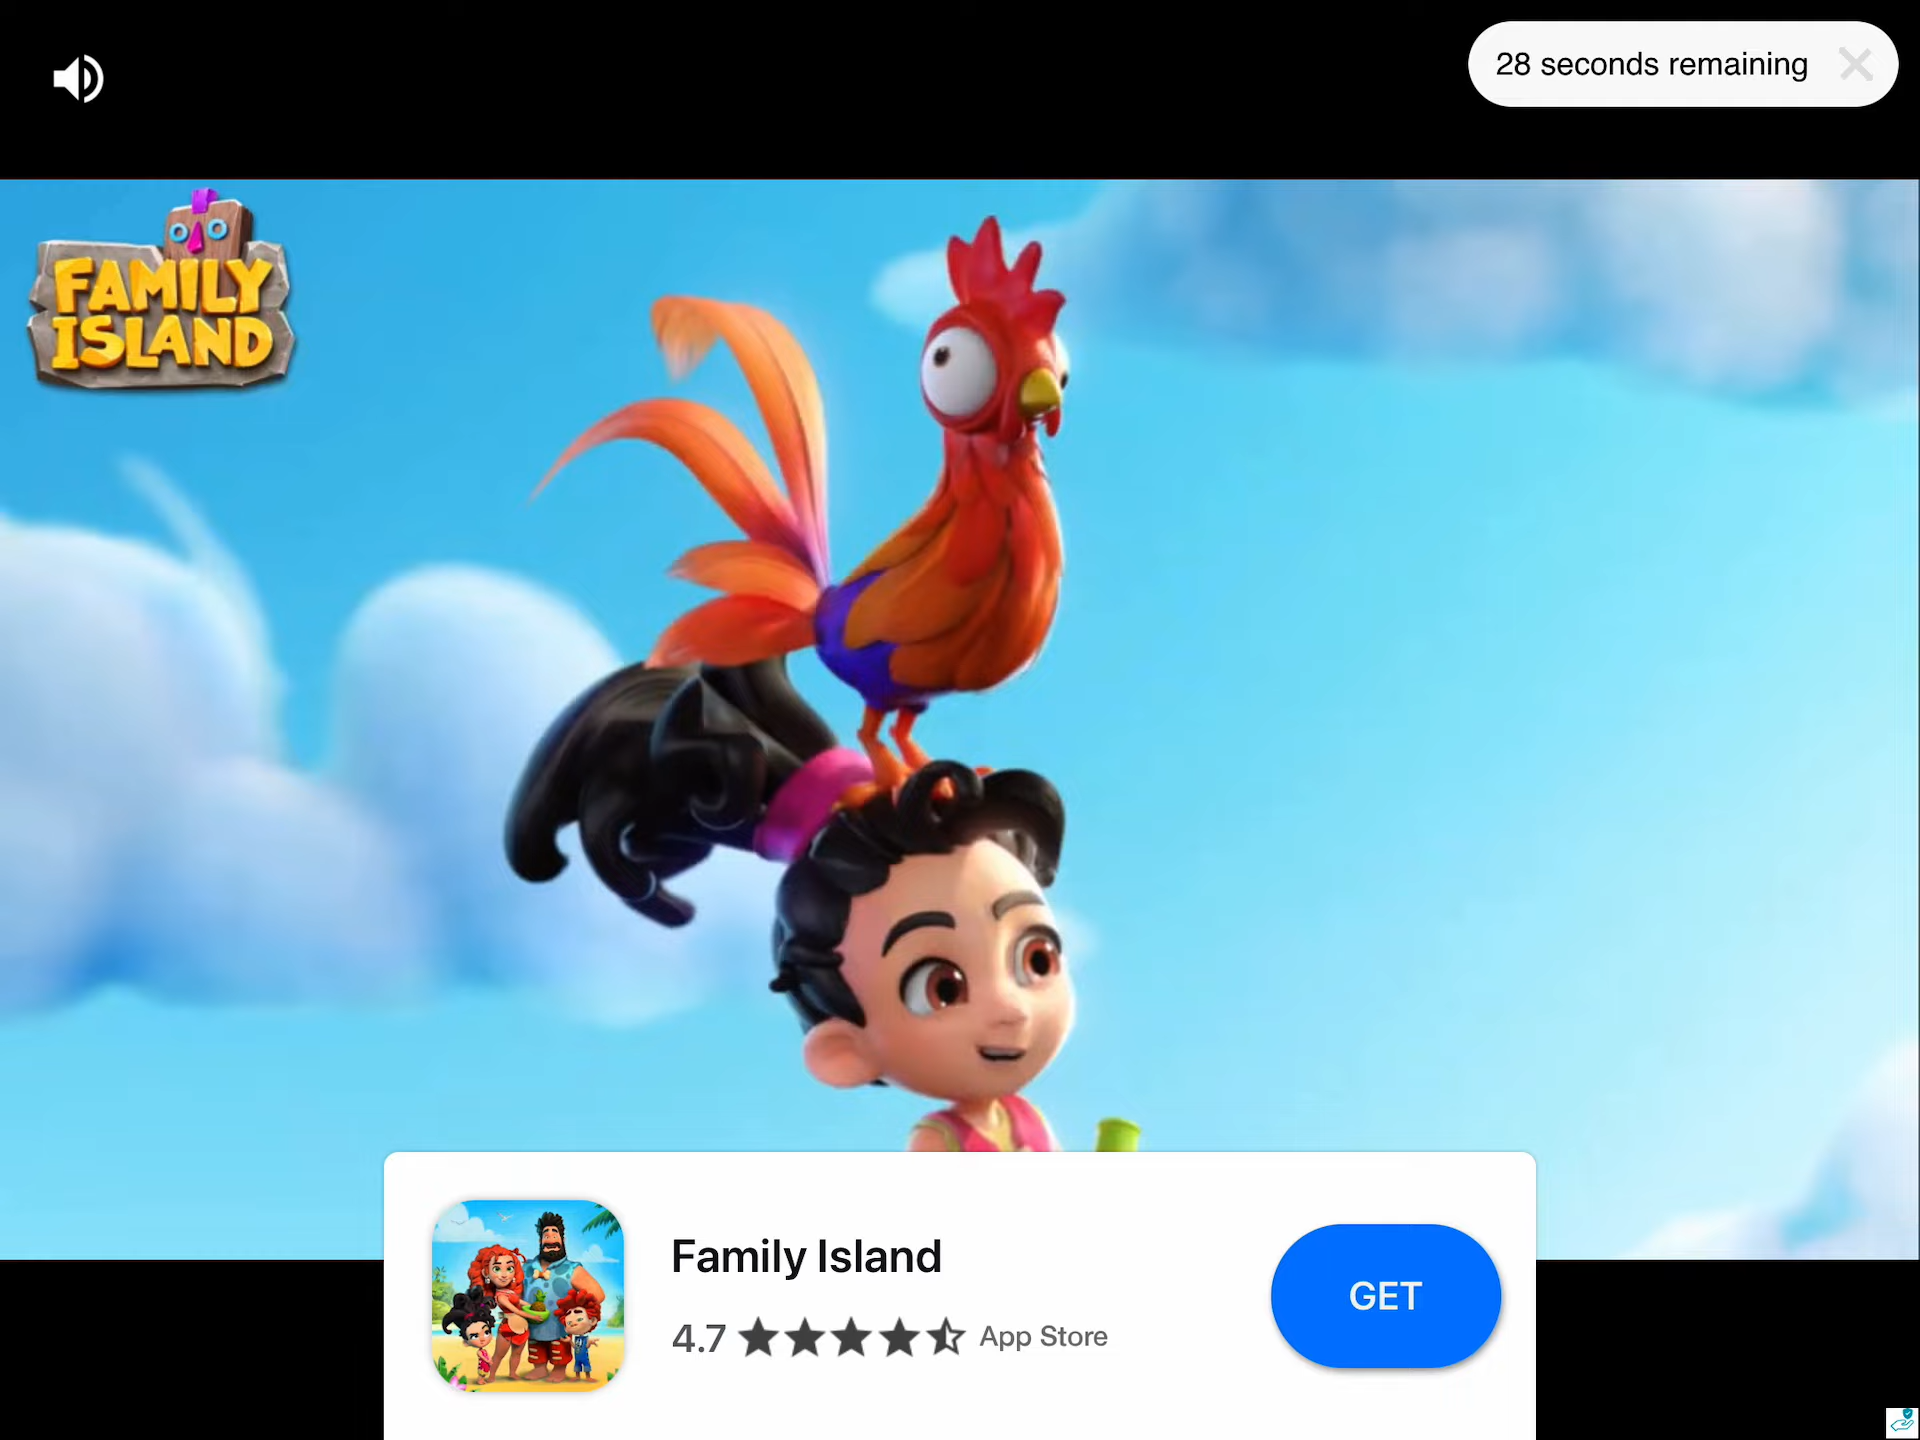 28 seconds remaining
FAMILY
ISLAND
Family Island
4.7
App Store
GET